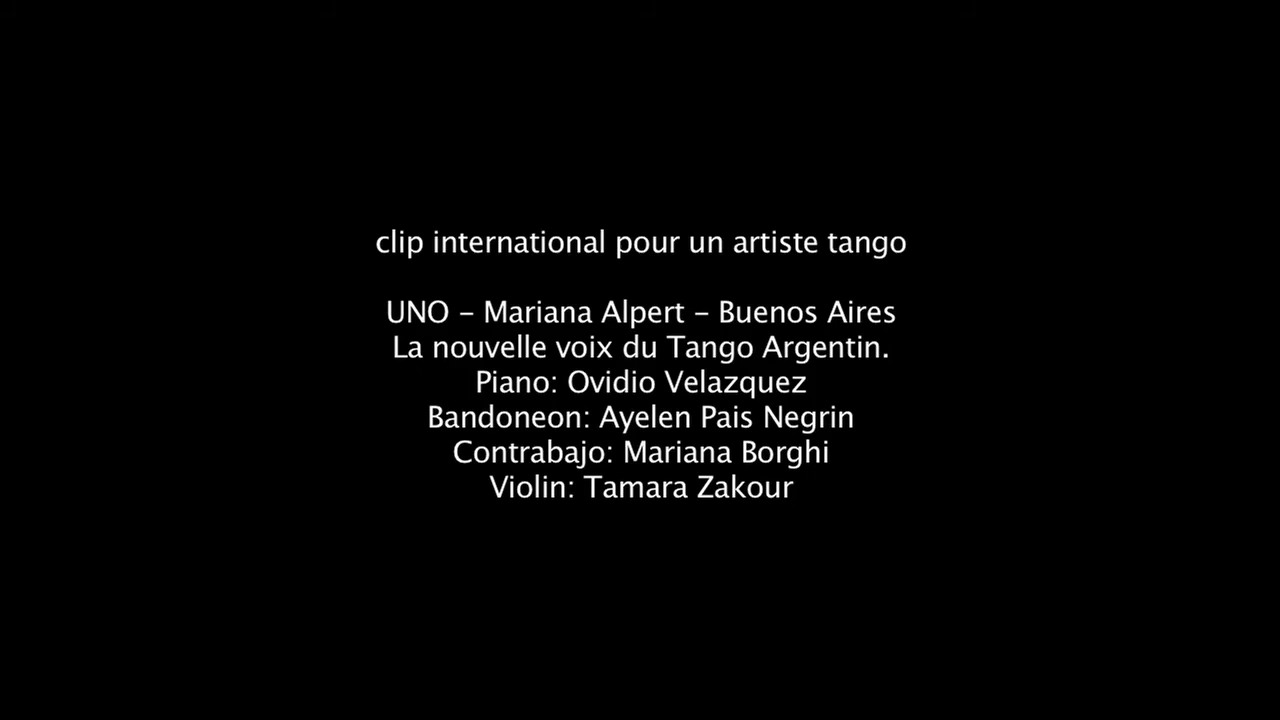 clip international pour un artiste tango
UNO – Mariana Alpert – Buenos Aires
La nouvelle voix du Tango Argentin.
Piano: Ovidio Velazquez
Bandoneon: Ayelen Pais Negrin
Contrabajo: Mariana Borghi
Violin: Tamara Zakour